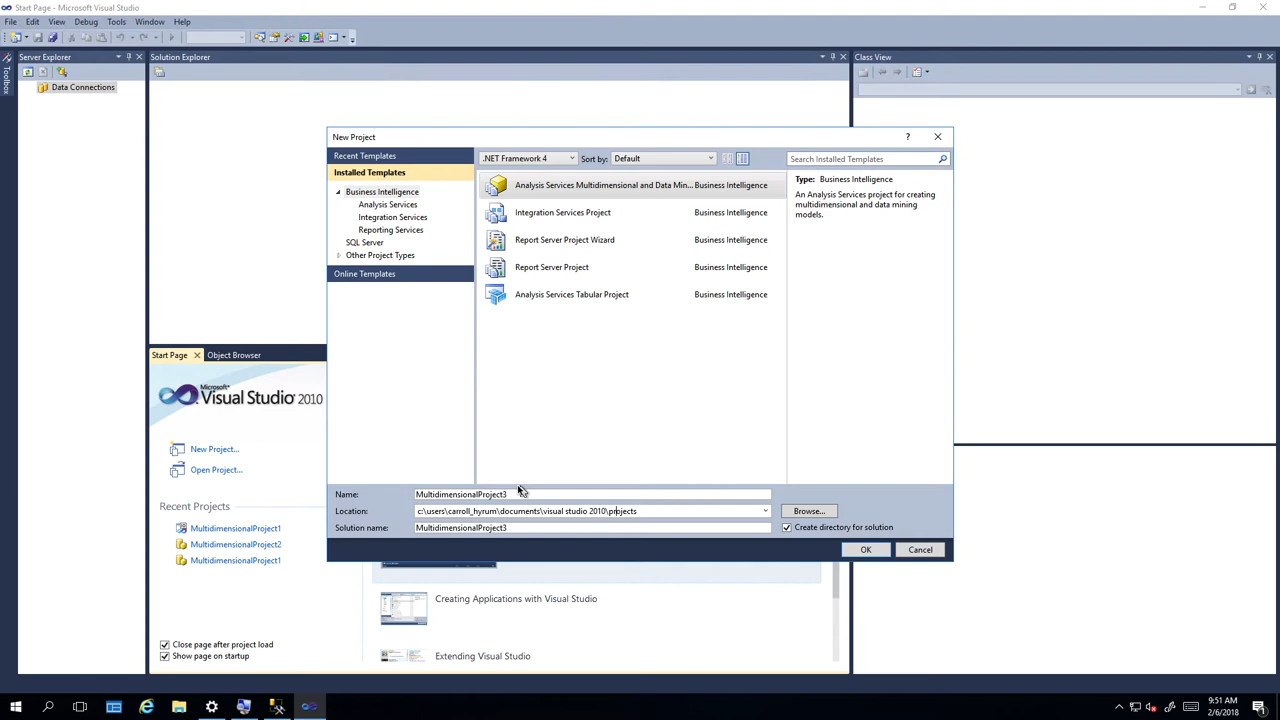 Start Page - Microsoft Visual Studio
File Edit View Debug Tools Window Help
Server Explorer
Data Connections
Toolbox
Solution Explorer
Class View
New Project
Recent Templates
Installed Templates
Business Intelligence
Analysis Services
Integration Services
Reporting Services
SQL Server
Other Project Types
Online Templates
.NET Framework 4 Sort by: Default
Search Installed Templates
Analysis Services Multidimensional and Data Min... Business Intelligence
Integration Services Project Business Intelligence
Report Server Project Wizard Business Intelligence
Report Server Project Business Intelligence
Analysis Services Tabular Project Business Intelligence
Type: Business Intelligence
An Analysis Services project for creating
multidimensional and data mining
models.
Name: MultidimensionalProject3
Location: c:\users\carroll_hyrum\documents\visual studio 2010\projects Browse...
Solution name: MultidimensionalProject3 Create directory for solution
OK Cancel
Start Page Object Browser
Microsoft
Visual Studio 2010
New Project...
Open Project...
Recent Projects
MultidimensionalProject1
MultidimensionalProject2
MultidimensionalProject1
Close page after project load
Show page on startup
Creating Applications with Visual Studio
Extending Visual Studio
9:51 AM
2/6/2018